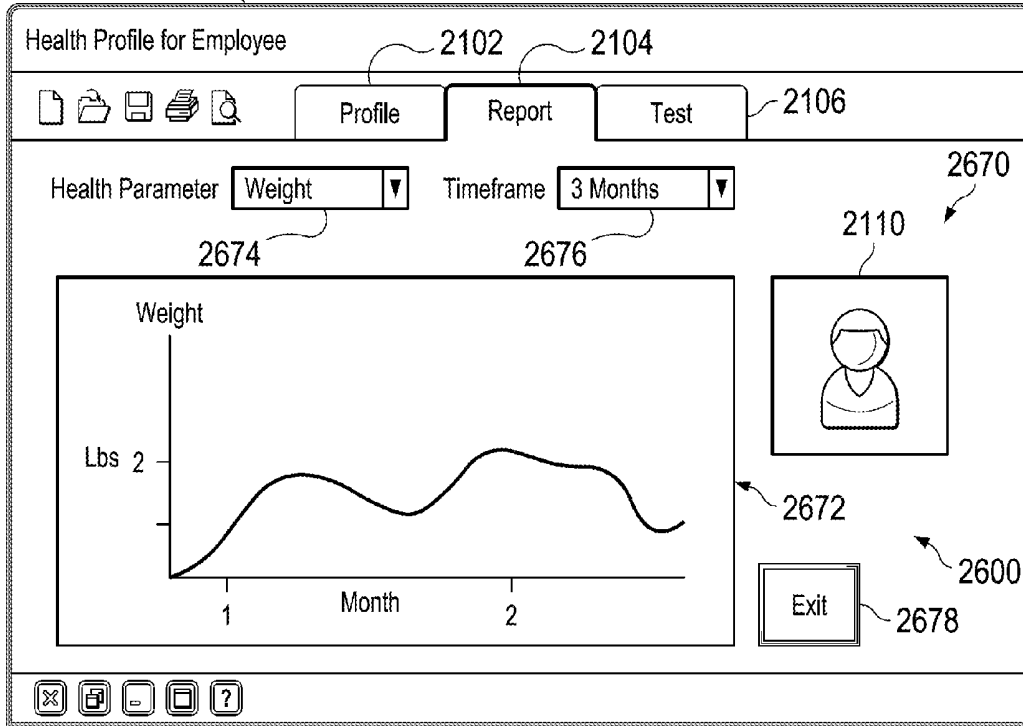 Health Profile for Employee
2102
2104
Profile
Report
Test
2106
Health Parameter
Weight
Timeframe
3 Months
2670
2674
2676
2110
Weight
Lbs 2
2672
2600
1
Month
2
Exit
2678
?